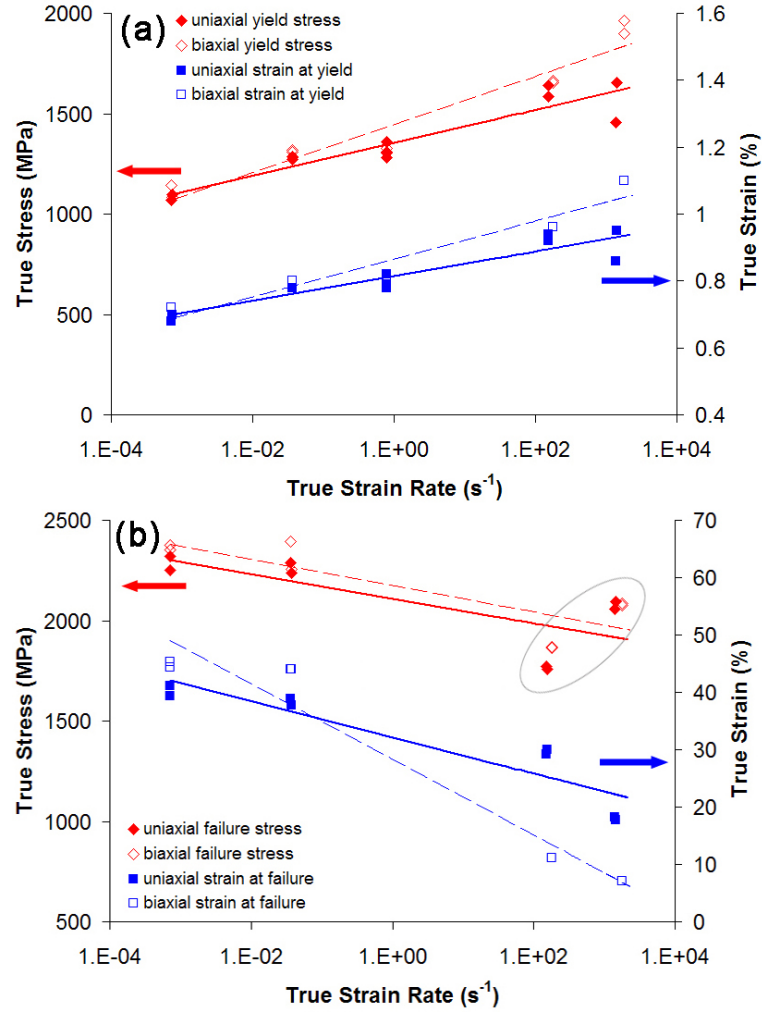 (a)
uniaxial yield stress
biaxial yield stress
uniaxial strain at yield
biaxial strain at yield
True Stress (MPa)
2000
1500
1000
500
0
True Strain (%)
1.6
1.4
1.2
1
0.8
0.6
0.4
1.E-04
1.E-02
1.E+00
1.E+02
1.E+04
True Strain Rate (s⁻¹)
(b)
True Stress (MPa)
2500
2000
1500
1000
500
True Strain (%)
70
60
50
40
30
20
10
0
uniaxial failure stress
biaxial failure stress
uniaxial strain at failure
biaxial strain at failure
1.E-04
1.E-02
1.E+00
1.E+02
1.E+04
True Strain Rate (s⁻¹)